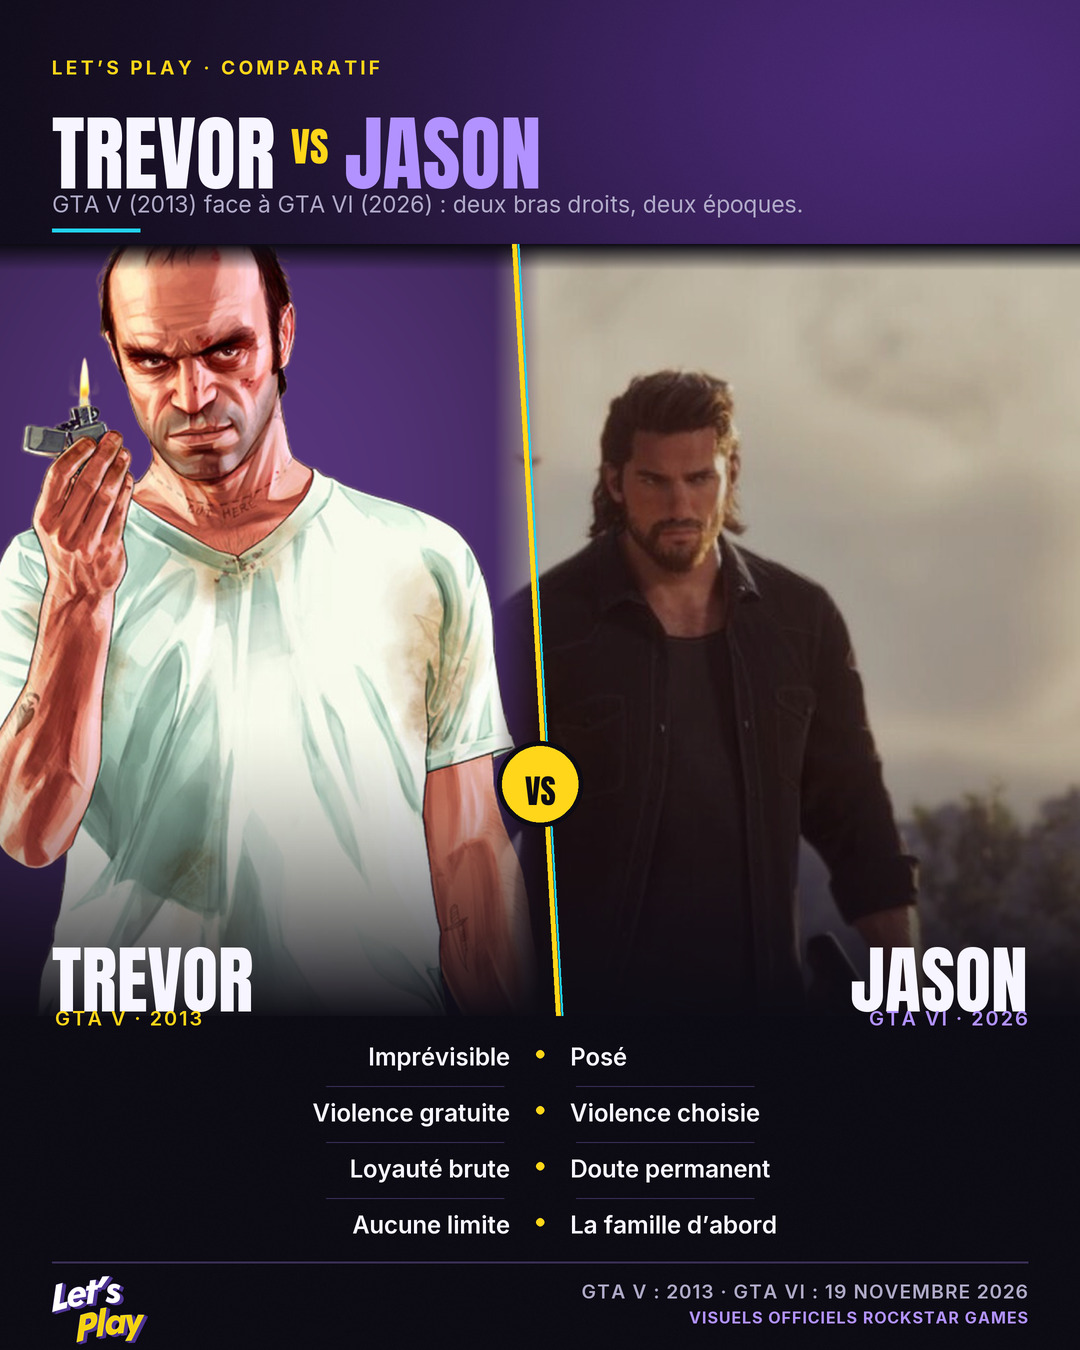 LET’S PLAY · COMPARATIF
TREVOR VS JASON
GTA V (2013) face à GTA VI (2026) : deux bras droits, deux époques.
VS
TREVOR
GTA V · 2013
JASON
GTA VI · 2026
Imprévisible • Posé
Violence gratuite • Violence choisie
Loyauté brute • Doute permanent
Aucune limite • La famille d’abord
Let's
Play
GTA V : 2013 · GTA VI : 19 NOVEMBRE 2026
VISUELS OFFICIELS ROCKSTAR GAMES